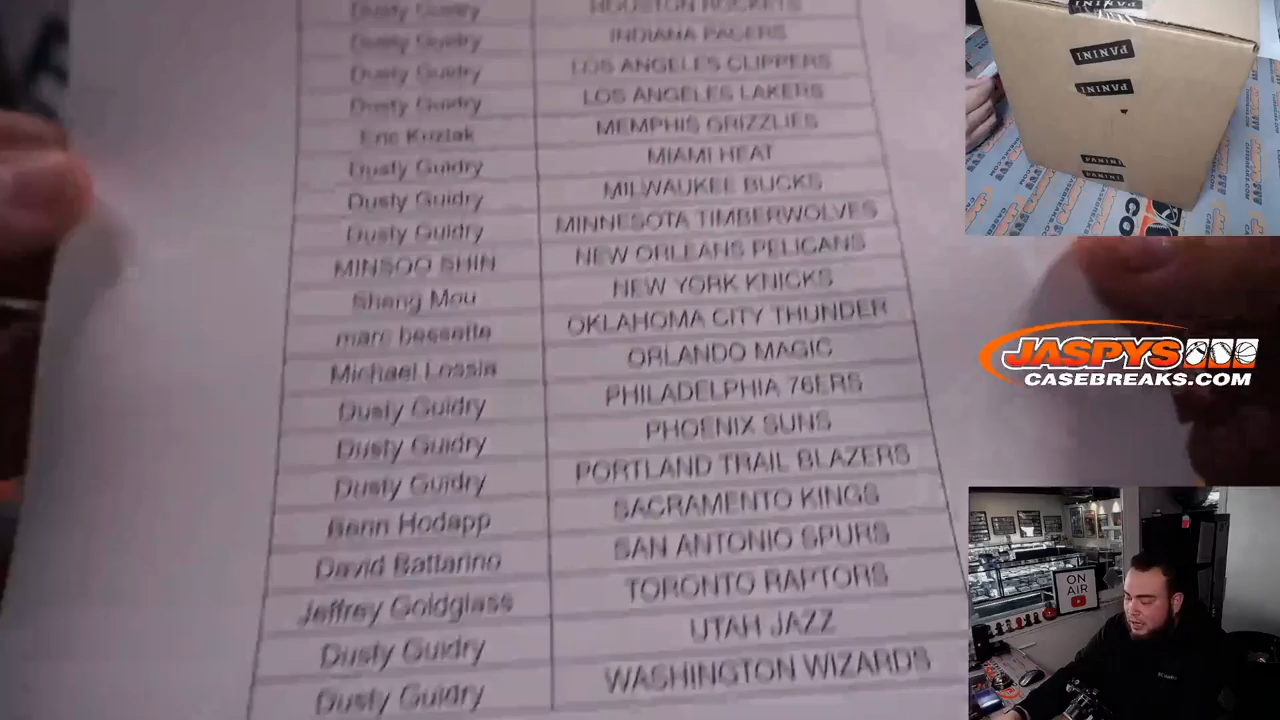 Dusty Guidry HOUSTON ROCKETS
Dusty Guidry INDIANA PACERS
Dusty Guidry LOS ANGELES CLIPPERS
Dusty Guidry LOS ANGELES LAKERS
Eric Kozlak MEMPHIS GRIZZLIES
Dusty Guidry MIAMI HEAT
Dusty Guidry MILWAUKEE BUCKS
Dusty Guidry MINNESOTA TIMBERWOLVES
MINSOO SHIN NEW ORLEANS PELICANS
Sheng Mou NEW YORK KNICKS
marc bessette OKLAHOMA CITY THUNDER
Michael Lossia ORLANDO MAGIC
Dusty Guidry PHILADELPHIA 76ERS
Dusty Guidry PHOENIX SUNS
Dusty Guidry PORTLAND TRAIL BLAZERS
Benn Hodapp SACRAMENTO KINGS
David Battarino SAN ANTONIO SPURS
Jeffrey Goldglass TORONTO RAPTORS
Dusty Guidry UTAH JAZZ
Dusty Guidry WASHINGTON WIZARDS
PANINI
PANINI
PANINI
PANINI
PANINI
JASPYS
CASEBREAKS.COM
ON
AIR